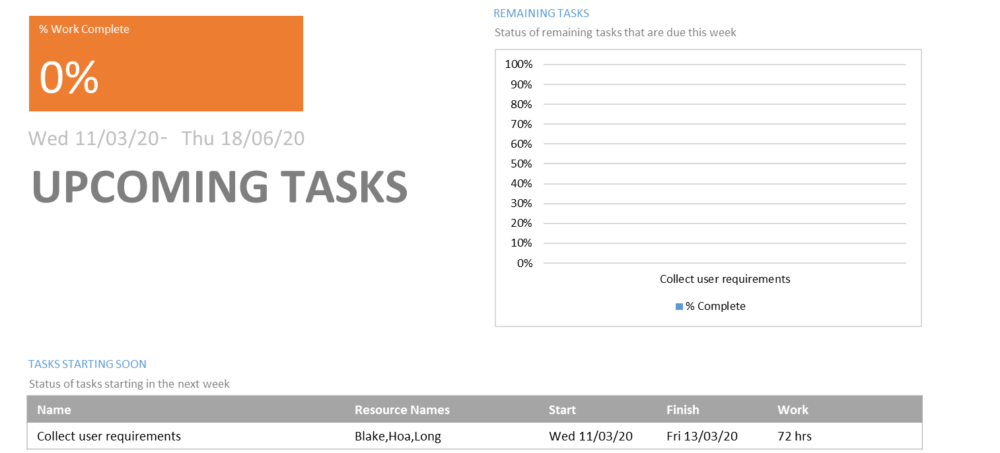 % Work Complete
0%
Wed 11/03/20- Thu 18/06/20
UPCOMING TASKS
REMAINING TASKS
Status of remaining tasks that are due this week
100%
90%
80%
70%
60%
50%
40%
30%
20%
10%
0%
Collect user requirements
% Complete
TASKS STARTING SOON
Status of tasks starting in the next week
Name Resource Names Start Finish Work
Collect user requirements Blake,Hoa,Long Wed 11/03/20 Fri 13/03/20 72 hrs